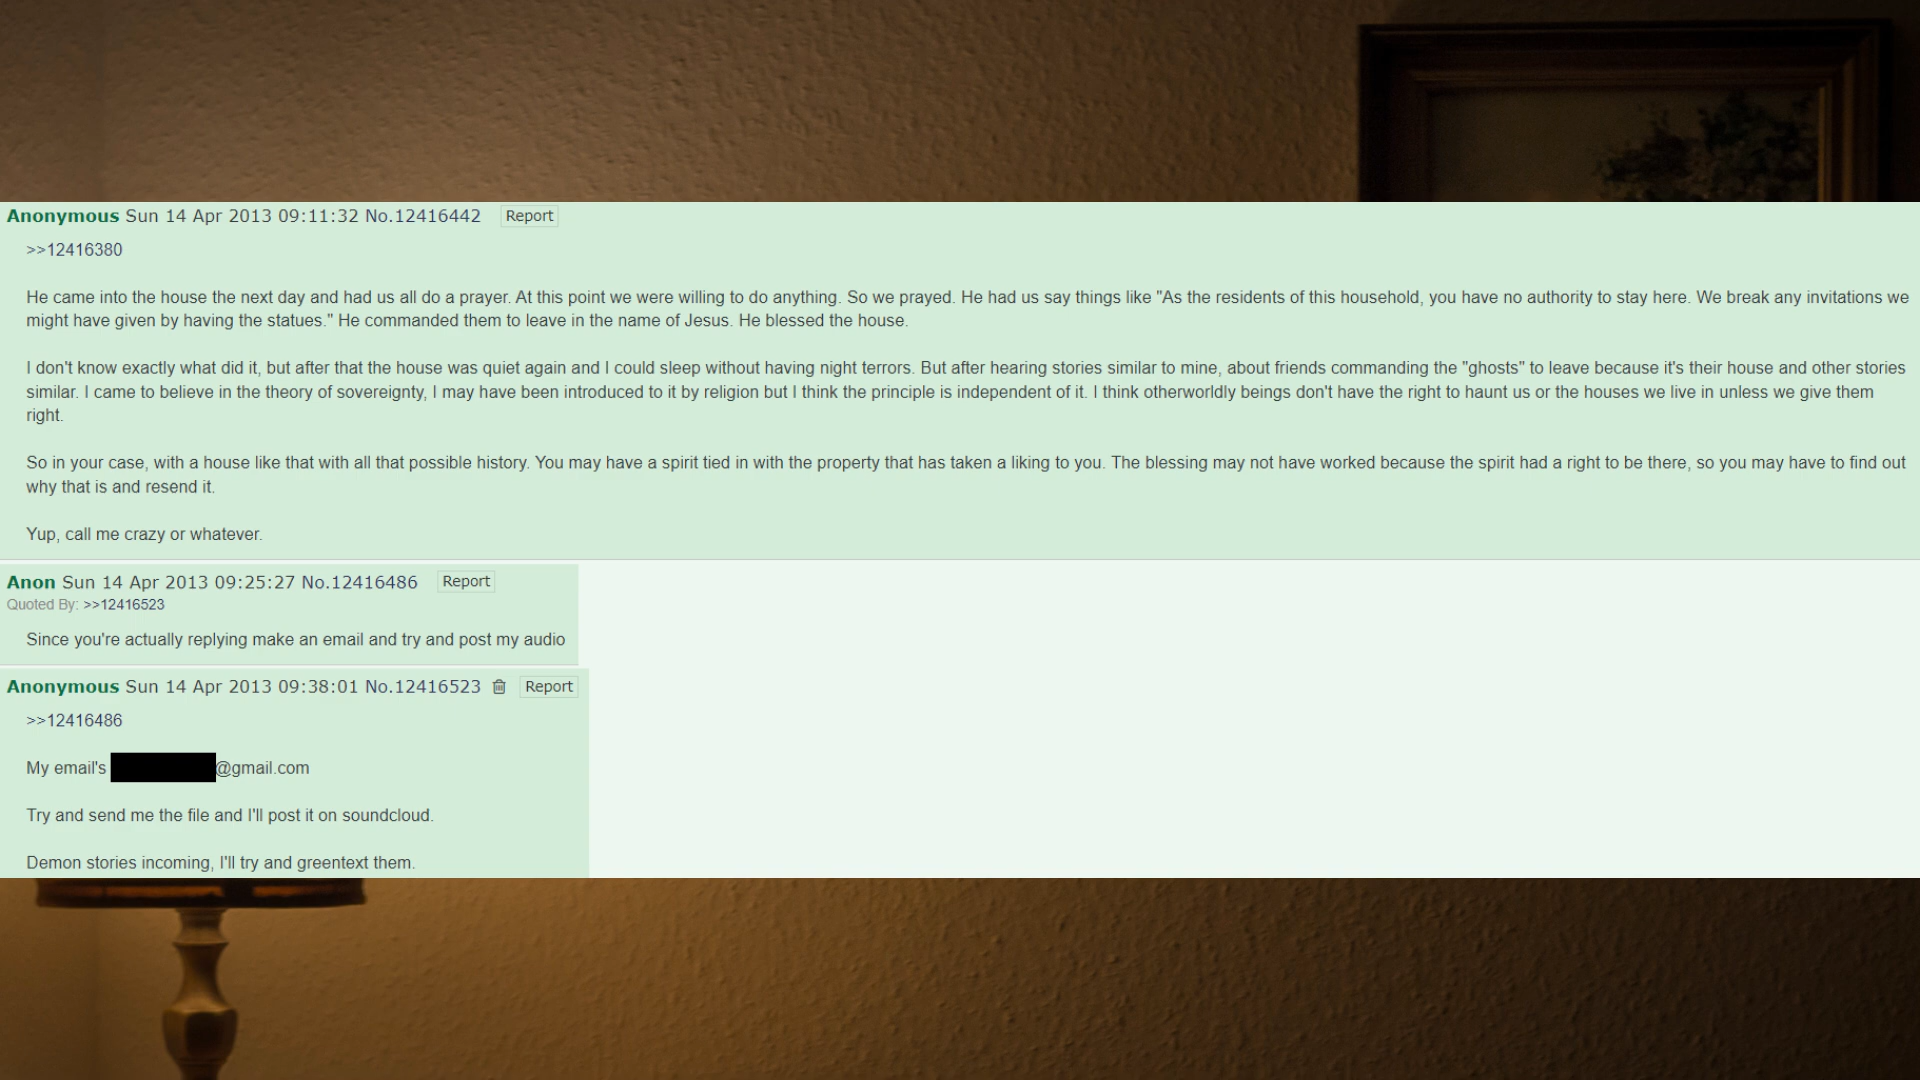 Anonymous Sun 14 Apr 2013 09:11:32 No.12416442 Report
>>12416380
He came into the house the next day and had us all do a prayer. At this point we were willing to do anything. So we prayed. He had us say things like "As the residents of this household, you have no authority to stay here. We break any invitations we
might have given by having the statues." He commanded them to leave in the name of Jesus. He blessed the house.
I don't know exactly what did it, but after that the house was quiet again and I could sleep without having night terrors. But after hearing stories similar to mine, about friends commanding the "ghosts" to leave because it's their house and other stories
similar. I came to believe in the theory of sovereignty, I may have been introduced to it by religion but I think the principle is independent of it. I think otherworldly beings don't have the right to haunt us or the houses we live in unless we give them
right.
So in your case, with a house like that with all that possible history. You may have a spirit tied in with the property that has taken a liking to you. The blessing may not have worked because the spirit had a right to be there, so you may have to find out
why that is and resend it.
Yup, call me crazy or whatever.
Anon Sun 14 Apr 2013 09:25:27 No.12416486 Report
Quoted By: >>12416523
Since you're actually replying make an email and try and post my audio
Anonymous Sun 14 Apr 2013 09:38:01 No.12416523 Report
>>12416486
My email's @gmail.com
Try and send me the file and I'll post it on soundcloud.
Demon stories incoming, I'll try and greentext them.